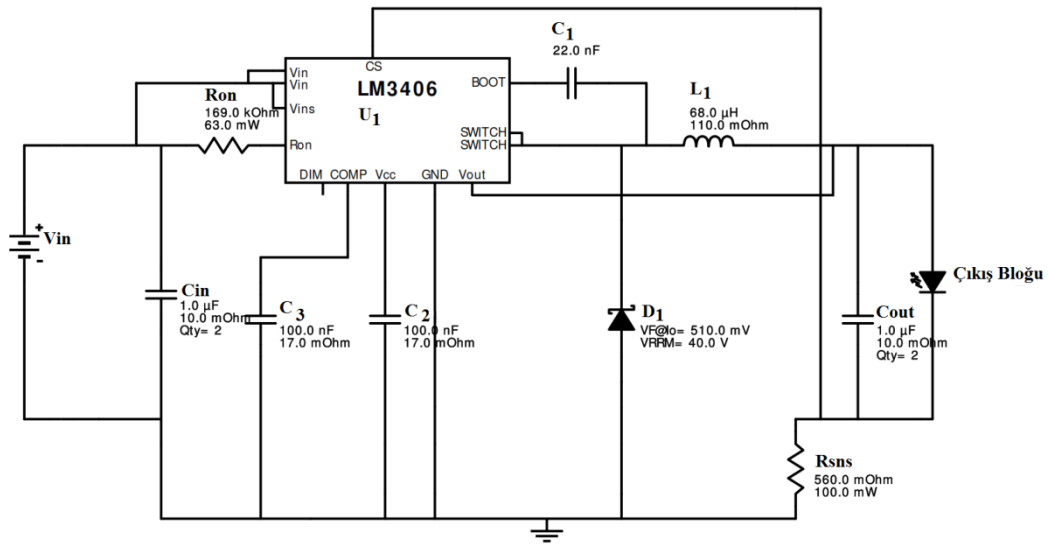 C1
22.0 nF
CS
Vin
Vin
Vins
Ron
LM3406
U1
BOOT
SWITCH
SWITCH
DIM COMP Vcc GND Vout
Ron
169.0 kOhm
63.0 mW
L1
68.0 µH
110.0 mOhm
+
Vin
-
Cin
1.0 µF
10.0 mOhm
Qty= 2
C3
100.0 nF
17.0 mOhm
C2
100.0 nF
17.0 mOhm
D1
VF@Io= 510.0 mV
VRRM= 40.0 V
Cout
1.0 µF
10.0 mOhm
Qty= 2
Çıkış Bloğu
Rsns
560.0 mOhm
100.0 mW